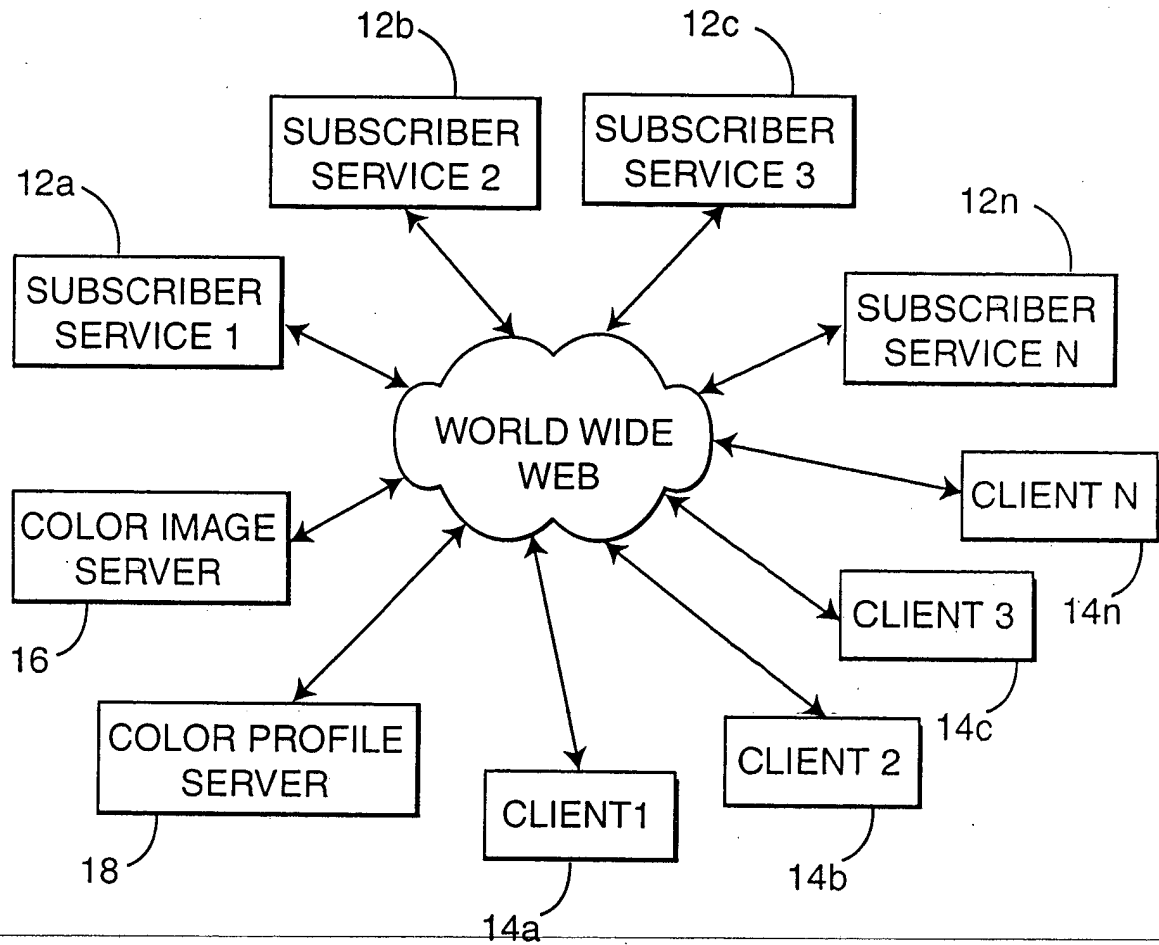 12b
12c
SUBSCRIBER
SERVICE 2
SUBSCRIBER
SERVICE 3
12a
12n
SUBSCRIBER
SERVICE 1
SUBSCRIBER
SERVICE N
WORLD WIDE
WEB
CLIENT N
14n
COLOR IMAGE
SERVER
16
CLIENT 3
14c
COLOR PROFILE
SERVER
18
CLIENT 2
14b
CLIENT1
14a